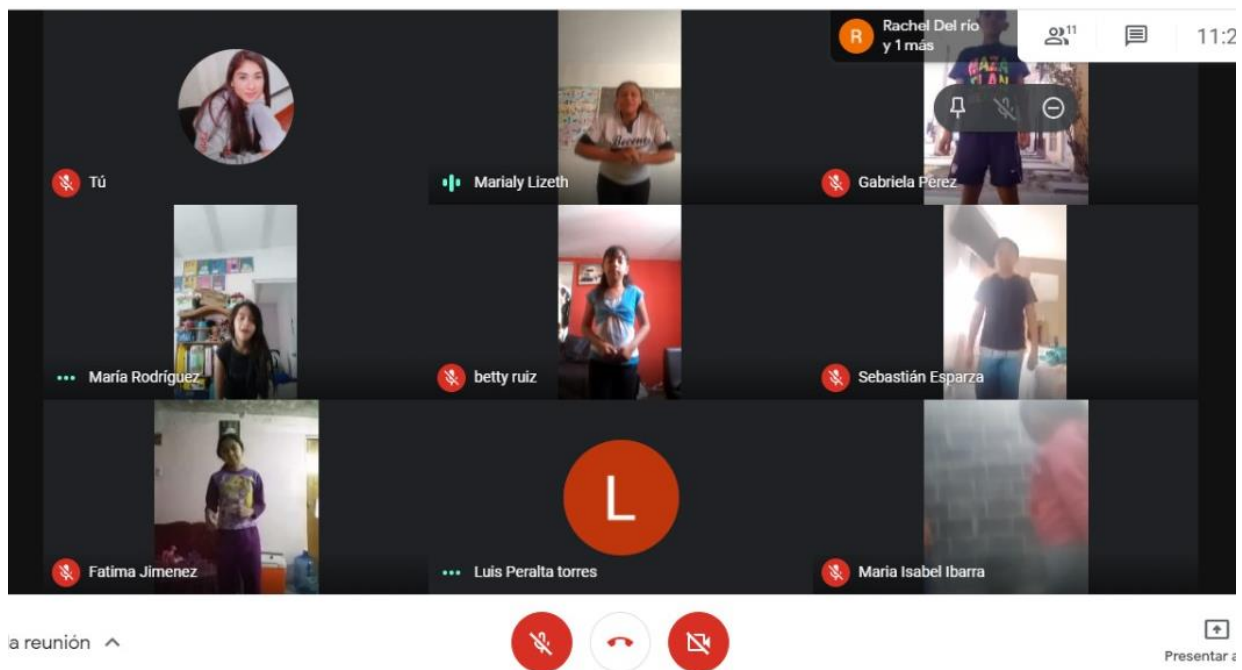 R
Rachel Del río
y 1 más
11
11:2
Tú
Marialy Lizeth
Gabriela Perez
María Rodríguez
betty ruiz
Sebastián Esparza
Fatima Jimenez
L
Luis Peralta torres
Maria Isabel Ibarra
a reunión
Presentar a